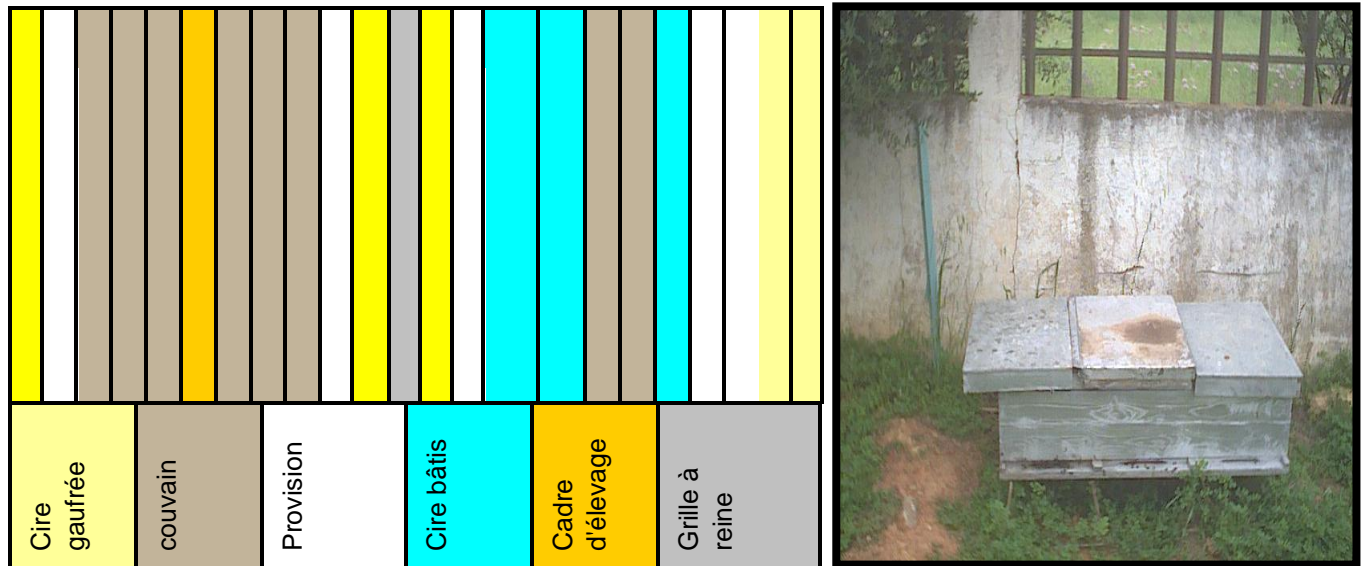 Cire
gaufrée
couvain
Provision
Cire bâtis
Cadre
d'élevage
Grille à
reine